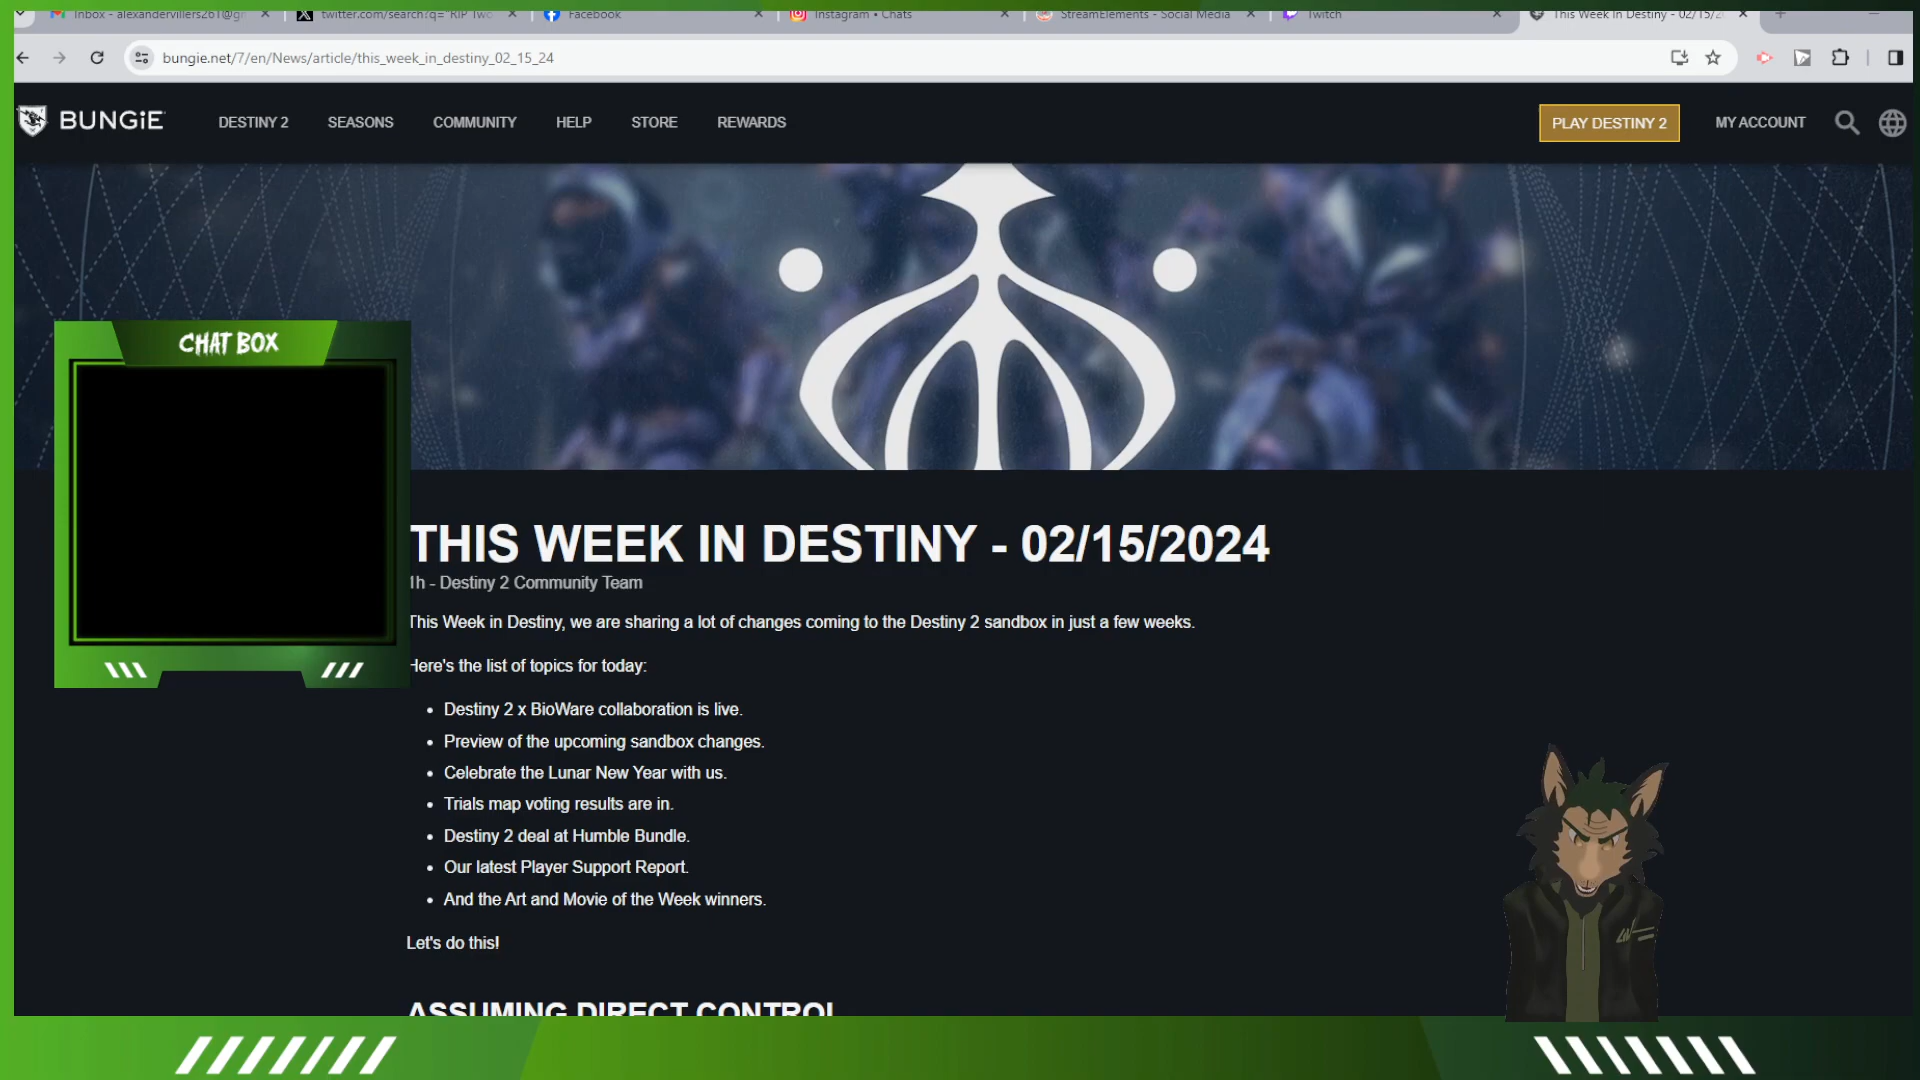 Inbox - alexandervillers261@gm
twitter.com/search?q="RIP Two
Facebook
Instagram • Chats
StreamElements - Social Media
Twitch
This Week In Destiny - 02/15/2
bungie.net/7/en/News/article/this_week_in_destiny_02_15_24
BUNGiE
DESTINY 2
SEASONS
COMMUNITY
HELP
STORE
REWARDS
PLAY DESTINY 2
MY ACCOUNT
CHAT BOX
THIS WEEK IN DESTINY - 02/15/2024
1h - Destiny 2 Community Team
This Week in Destiny, we are sharing a lot of changes coming to the Destiny 2 sandbox in just a few weeks.
Here's the list of topics for today:
• Destiny 2 x BioWare collaboration is live.
• Preview of the upcoming sandbox changes.
• Celebrate the Lunar New Year with us.
• Trials map voting results are in.
• Destiny 2 deal at Humble Bundle.
• Our latest Player Support Report.
• And the Art and Movie of the Week winners.
Let's do this!
ASSUMING DIRECT CONTROL